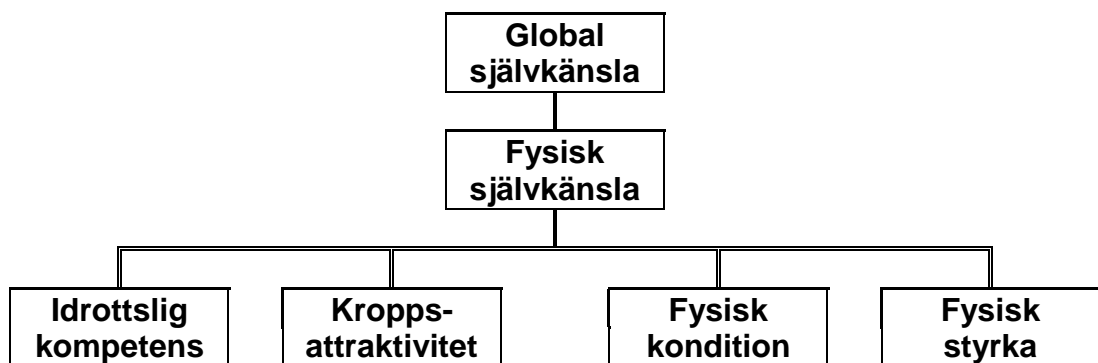 Global
självkänsla
Fysisk
självkänsla
Idrottslig
kompetens
Kropps-
attraktivitet
Fysisk
kondition
Fysisk
styrka